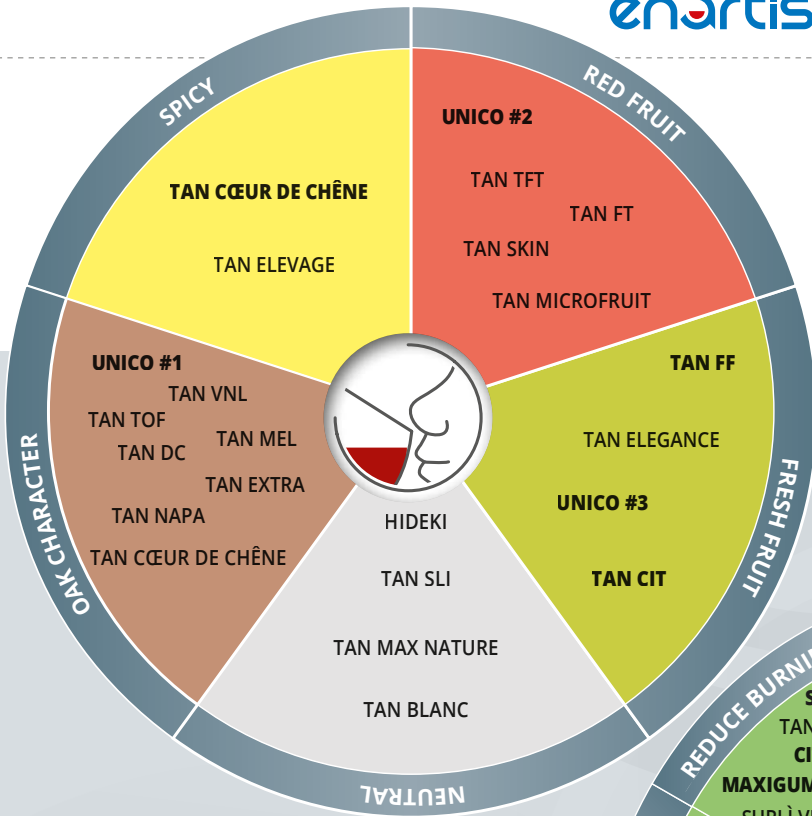 enartis
SPICY
TAN CŒUR DE CHÊNE
TAN ELEVAGE
RED FRUIT
UNICO #2
TAN TFT
TAN FT
TAN SKIN
TAN MICROFRUIT
FRESH FRUIT
TAN FF
TAN ELEGANCE
UNICO #3
TAN CIT
OAK CHARACTER
UNICO #1
TAN VNL
TAN TOF
TAN MEL
TAN DC
TAN EXTRA
TAN NAPA
TAN CŒUR DE CHÊNE
HIDEKI
TAN SLI
TAN MAX NATURE
TAN BLANC
NEUTRAL
REDUCE
TAN
MAXIGUM